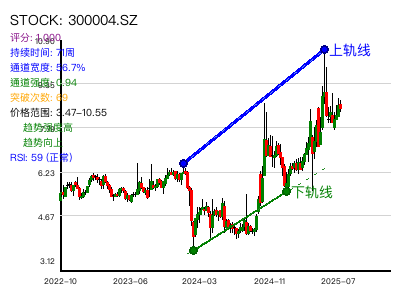 STOCK: 300004.SZ
评分: 1.000
持续时间: 71周
通道宽度: 56.7%
通道强度: 0.94
突破次数: 69
价格范围: 3.47~10.55
趋势强度高
趋势向上
RSI: 59 (正常)
上轨线
下轨线
6.23
4.67
3.12
2022-10
2023-06
2024-03
2024-11
2025-07